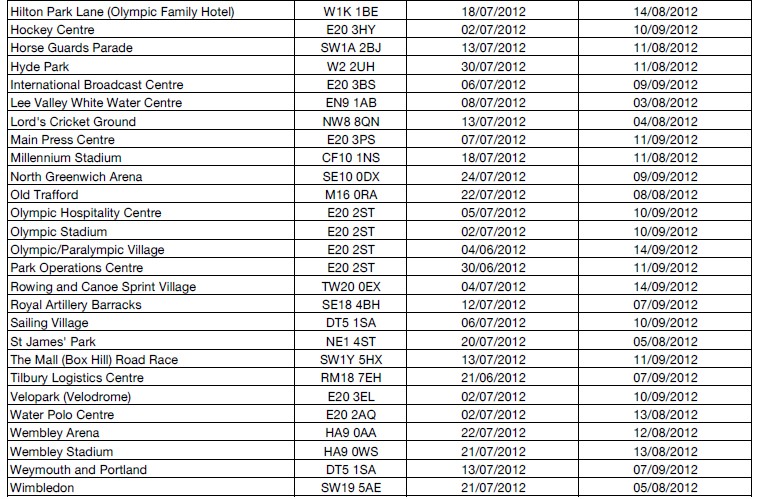 Hilton Park Lane (Olympic Family Hotel) W1K 1BE 18/07/2012 14/08/2012
Hockey Centre E20 3HY 02/07/2012 10/09/2012
Horse Guards Parade SW1A 2BJ 13/07/2012 11/08/2012
Hyde Park W2 2UH 30/07/2012 11/08/2012
International Broadcast Centre E20 3BS 06/07/2012 09/09/2012
Lee Valley White Water Centre EN9 1AB 08/07/2012 03/08/2012
Lord's Cricket Ground NW8 8QN 13/07/2012 04/08/2012
Main Press Centre E20 3PS 07/07/2012 11/09/2012
Millennium Stadium CF10 1NS 18/07/2012 11/08/2012
North Greenwich Arena SE10 0DX 24/07/2012 09/09/2012
Old Trafford M16 0RA 22/07/2012 08/08/2012
Olympic Hospitality Centre E20 2ST 05/07/2012 10/09/2012
Olympic Stadium E20 2ST 02/07/2012 10/09/2012
Olympic/Paralympic Village E20 2ST 04/06/2012 14/09/2012
Park Operations Centre E20 2ST 30/06/2012 11/09/2012
Rowing and Canoe Sprint Village TW20 0EX 04/07/2012 14/09/2012
Royal Artillery Barracks SE18 4BH 12/07/2012 07/09/2012
Sailing Village DT5 1SA 06/07/2012 10/09/2012
St James' Park NE1 4ST 20/07/2012 05/08/2012
The Mall (Box Hill) Road Race SW1Y 5HX 13/07/2012 11/09/2012
Tilbury Logistics Centre RM18 7EH 21/06/2012 07/09/2012
Velopark (Velodrome) E20 3EL 02/07/2012 10/09/2012
Water Polo Centre E20 2AQ 02/07/2012 13/08/2012
Wembley Arena HA9 0AA 22/07/2012 12/08/2012
Wembley Stadium HA9 0WS 21/07/2012 13/08/2012
Weymouth and Portland DT5 1SA 13/07/2012 07/09/2012
Wimbledon SW19 5AE 21/07/2012 05/08/2012